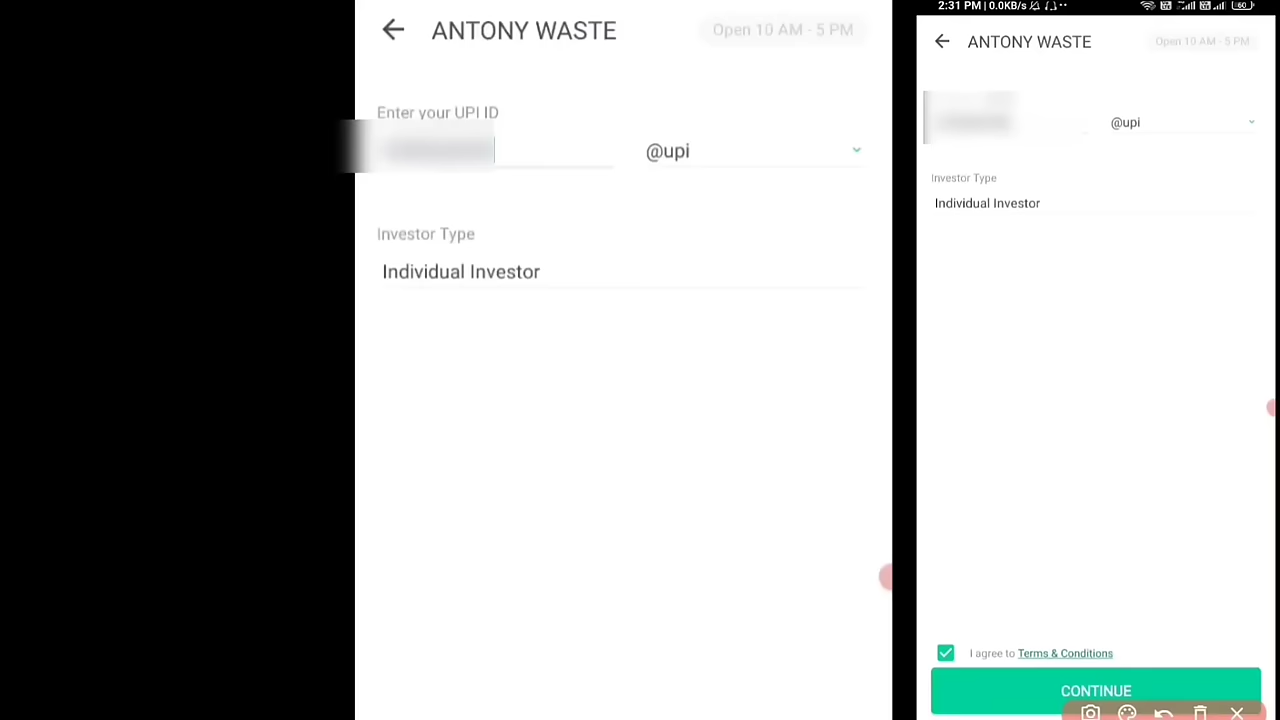 ANTONY WASTE
Open 10 AM - 5 PM
Enter your UPI ID
@upi
Investor Type
Individual Investor
2:31 PM | 0.0KB/s
60
ANTONY WASTE
Open 10 AM - 5 PM
@upi
Investor Type
Individual Investor
I agree to Terms & Conditions
CONTINUE